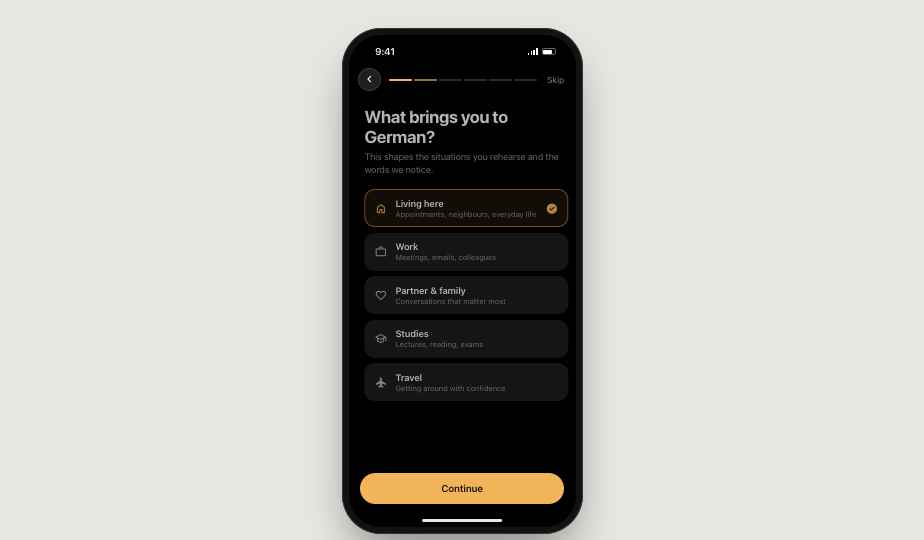 9:41
Skip
What brings you to
German?
This shapes the situations you rehearse and the
words we notice.
Living here
Appointments, neighbours, everyday life
Work
Meetings, emails, colleagues
Partner & family
Conversations that matter most
Studies
Lectures, reading, exams
Travel
Getting around with confidence
Continue